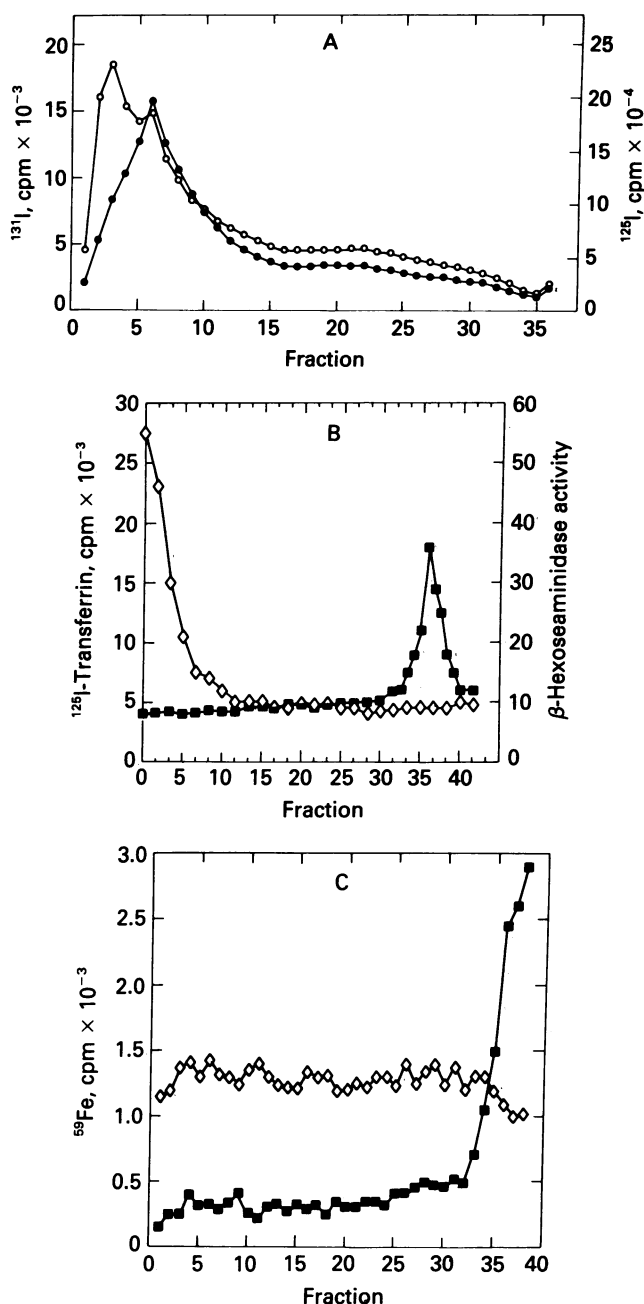 A
¹³¹I, cpm × 10⁻³
20
15
10
5
0
¹²⁵I, cpm × 10⁻⁴
25
20
15
10
5
0
0 5 10 15 20 25 30 35
Fraction
B
¹²⁵I-Transferrin, cpm × 10⁻³
30
25
20
15
10
5
0
β-Hexoseaminidase activity
60
50
40
30
20
10
0
0 5 10 15 20 25 30 35 40
Fraction
C
⁵⁹Fe, cpm × 10⁻³
3.0
2.5
2.0
1.5
1.0
0.5
0
0 5 10 15 20 25 30 35 40
Fraction